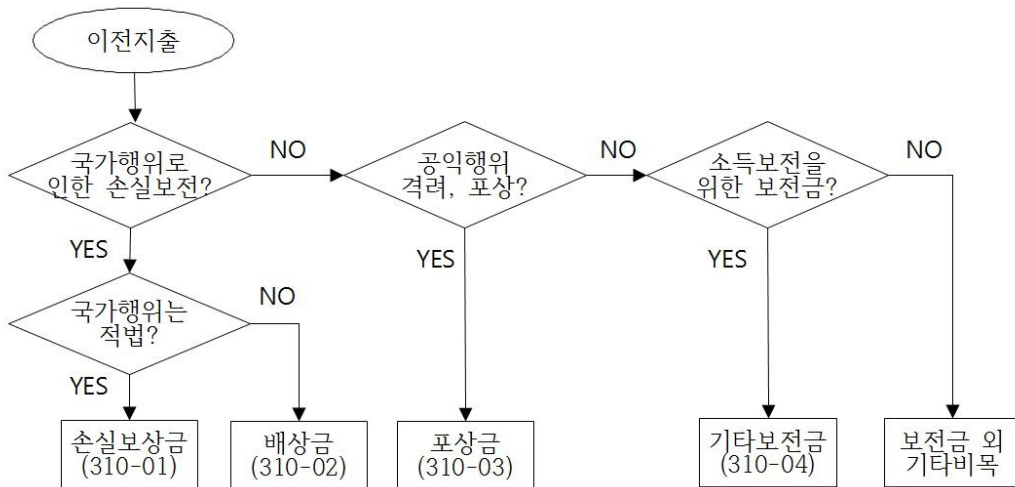 이전지출
국가행위로
인한 손실보전?
NO
공익행위
격려, 포상?
NO
소득보전을
위한 보전금?
NO
YES
YES
YES
국가행위는
적법?
NO
YES
손실보상금
(310-01)
배상금
(310-02)
포상금
(310-03)
기타보전금
(310-04)
보전금 외
기타비목